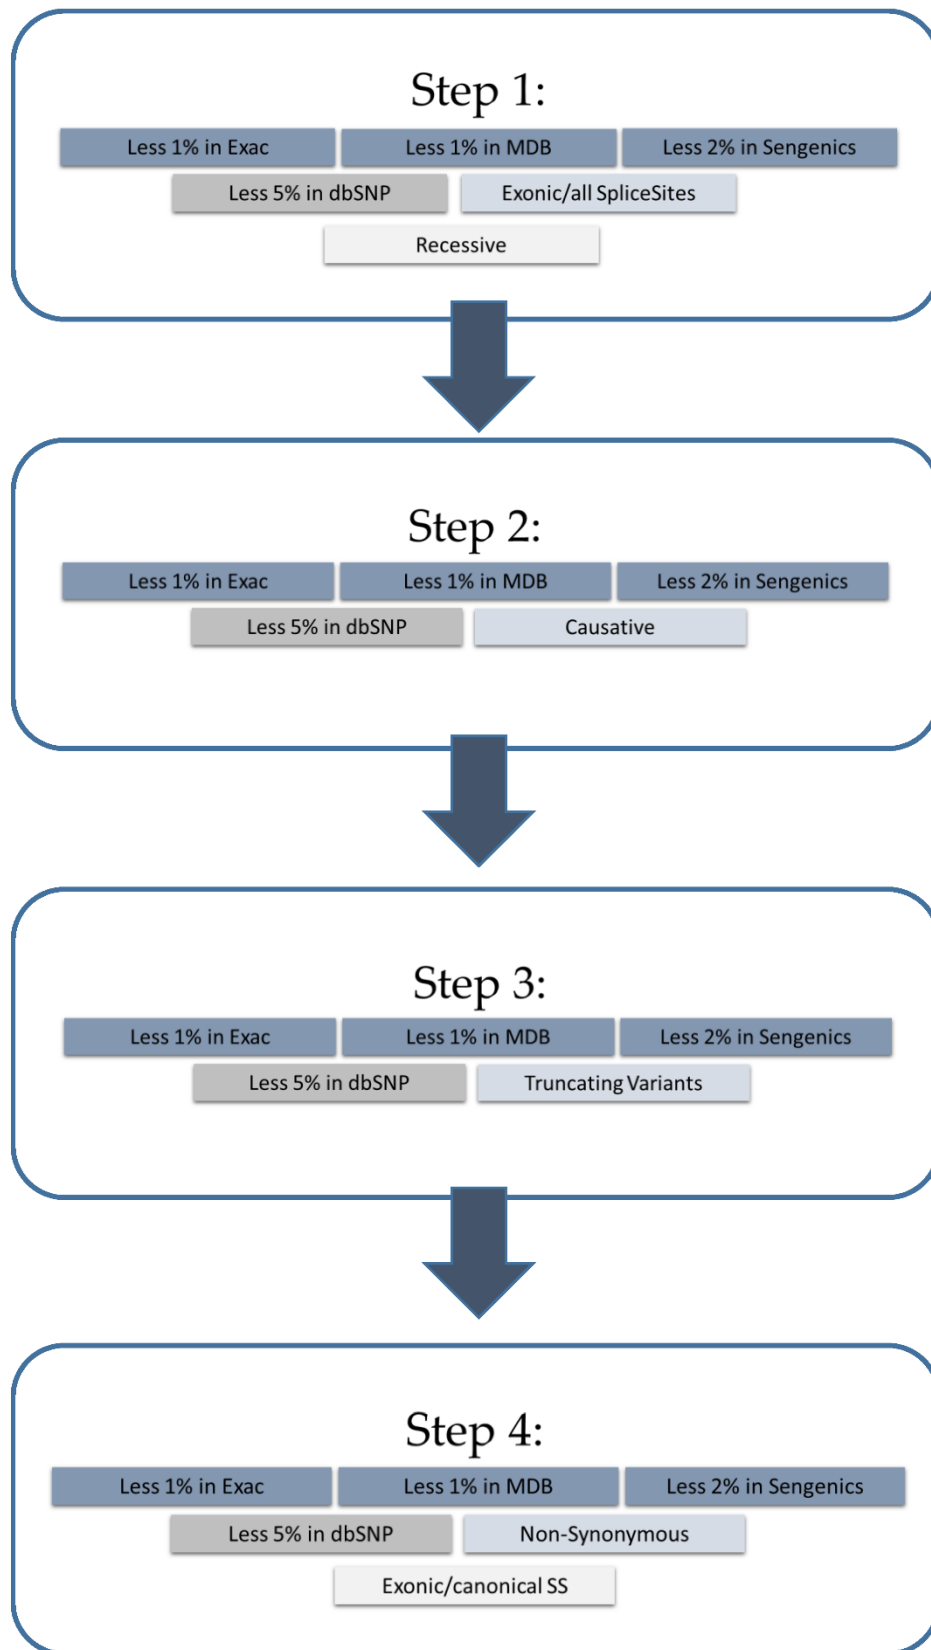 Step 1:
Less 1% in Exac Less 1% in MDB Less 2% in Sengenics
Less 5% in dbSNP Exonic/all SpliceSites
Recessive
Step 2:
Less 1% in Exac Less 1% in MDB Less 2% in Sengenics
Less 5% in dbSNP Causative
Step 3:
Less 1% in Exac Less 1% in MDB Less 2% in Sengenics
Less 5% in dbSNP Truncating Variants
Step 4:
Less 1% in Exac Less 1% in MDB Less 2% in Sengenics
Less 5% in dbSNP Non-Synonymous
Exonic/canonical SS